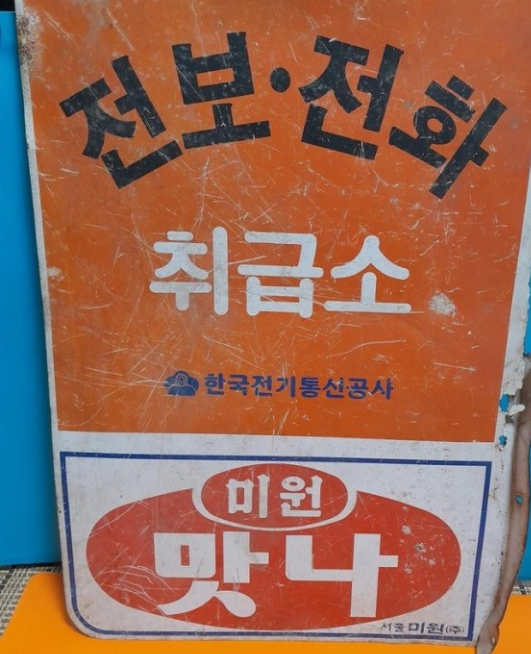 전보·전화
취급소
한국전기통신공사
미원
맛나
서울 미원(주)